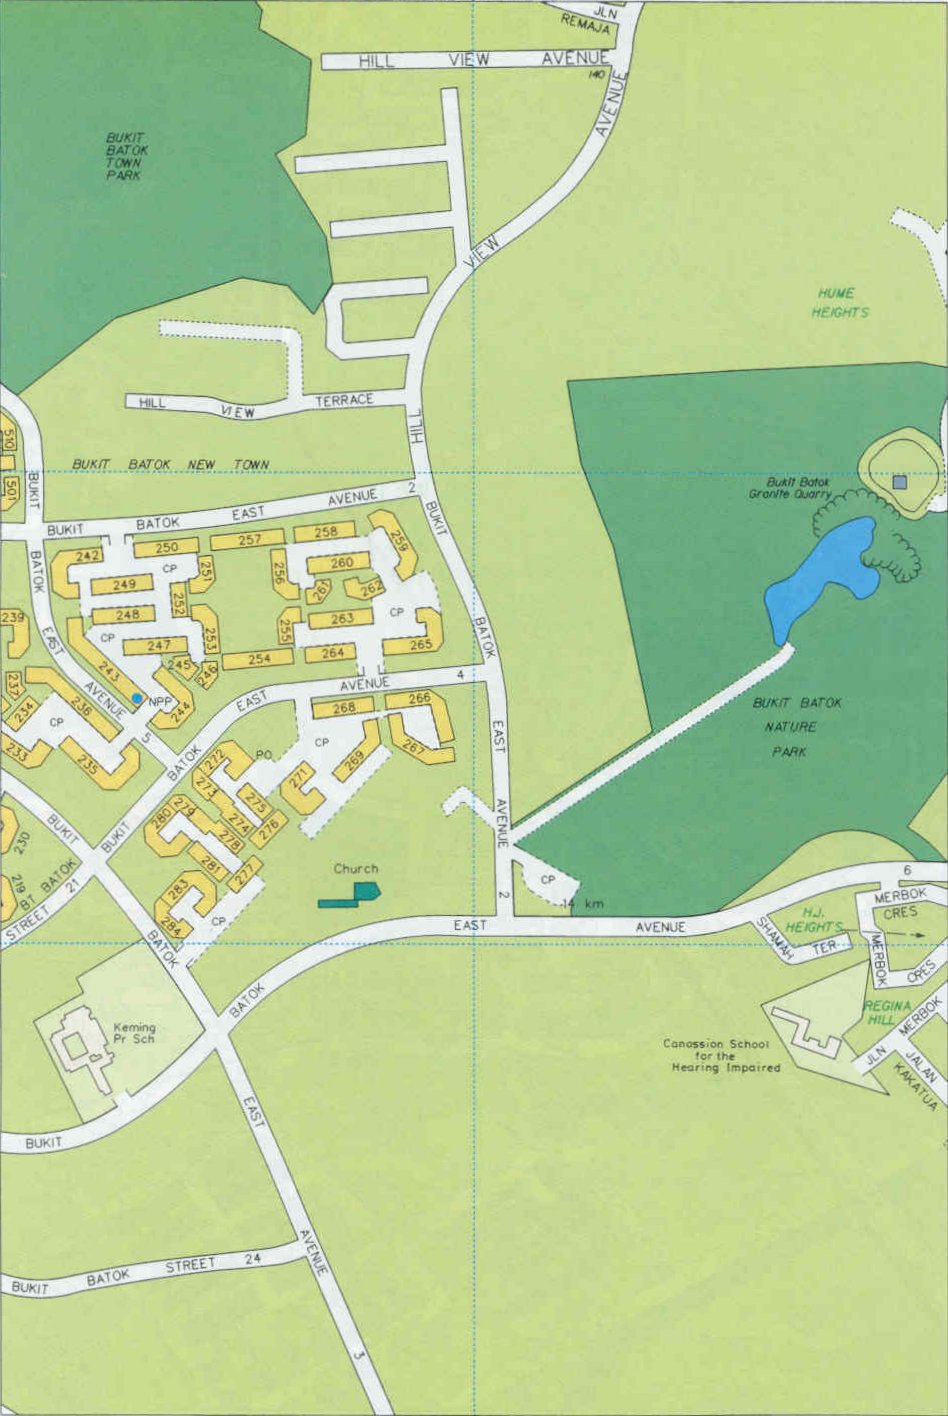 JLN
REMAJA
HILL VIEW AVENUE
140
AVENUE
VIEW
HILL
BUKIT
BATOK
TOWN
PARK
HUME
HEIGHTS
HILL VIEW TERRACE
BUKIT BATOK NEW TOWN
510
501
BUKIT
BUKIT BATOK EAST AVENUE 2
BUKIT
BATOK
EAST
AVENUE
2
Bukit Batok
Granite Quarry
BATOK
EAST
AVENUE
5
242
250
257
258
259
CP
251
256
260
249
252
261
262
248
253
255
263
CP
239
CP
247
254
264
265
243
245
246
237
236
234
233
235
CP
NPP
244
BUKIT BATOK EAST AVENUE 4
268
266
267
CP
269
271
PO
272
273
275
274
276
280
279
278
281
277
283
284
CP
230
219
BUKIT
BATOK
EAST
AVENUE
3
BT BATOK
STREET 21
BUKIT BATOK
NATURE
PARK
Church
CP
14 km
BUKIT BATOK EAST AVENUE 6
H.J.
HEIGHTS
SHAMAH TER
MERBOK
CRES
MERBOK
CRES
REGINA
HILL
JLN MERBOK
JALAN
KAKATUA
Canossion School
for the
Hearing Impaired
Keming
Pr Sch
BUKIT BATOK STREET 24